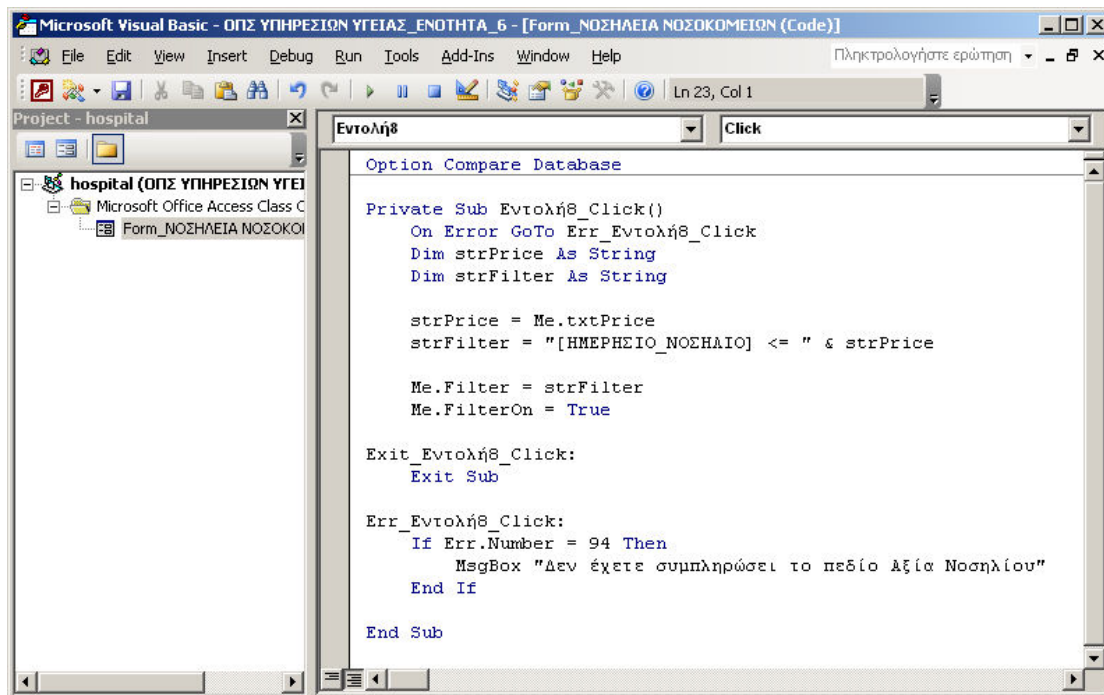 Microsoft Visual Basic - ΟΠΣ ΥΠΗΡΕΣΙΩΝ ΥΓΕΙΑΣ_ΕΝΟΤΗΤΑ_6 - [Form_ΝΟΣΗΛΕΙΑ ΝΟΣΟΚΟΜΕΙΩΝ (Code)]
File Edit View Insert Debug Run Tools Add-Ins Window Help Πληκτρολογήστε ερώτηση
Ln 23, Col 1
Project - hospital
hospital (ΟΠΣ ΥΠΗΡΕΣΙΩΝ ΥΓΕΙ
Microsoft Office Access Class C
Form_ΝΟΣΗΛΕΙΑ ΝΟΣΟΚΟΙ
Εντολή8 Click
Option Compare Database
Private Sub Εντολή8_Click()
On Error GoTo Err_Εντολή8_Click
Dim strPrice As String
Dim strFilter As String
strPrice = Me.txtPrice
strFilter = "[ΗΜΕΡΗΣΙΟ_ΝΟΣΗΛΙΟ] <= " & strPrice
Me.Filter = strFilter
Me.FilterOn = True
Exit_Εντολή8_Click:
Exit Sub
Err_Εντολή8_Click:
If Err.Number = 94 Then
MsgBox "Δεν έχετε συμπληρώσει το πεδίο Αξία Νοσηλίου"
End If
End Sub